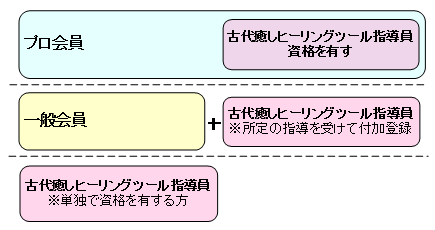 プロ会員
古代癒しヒーリングツール指導員
資格を有す
一般会員
+
古代癒しヒーリングツール指導員
※所定の指導を受けて付加登録
古代癒しヒーリングツール指導員
※単独で資格を有する方